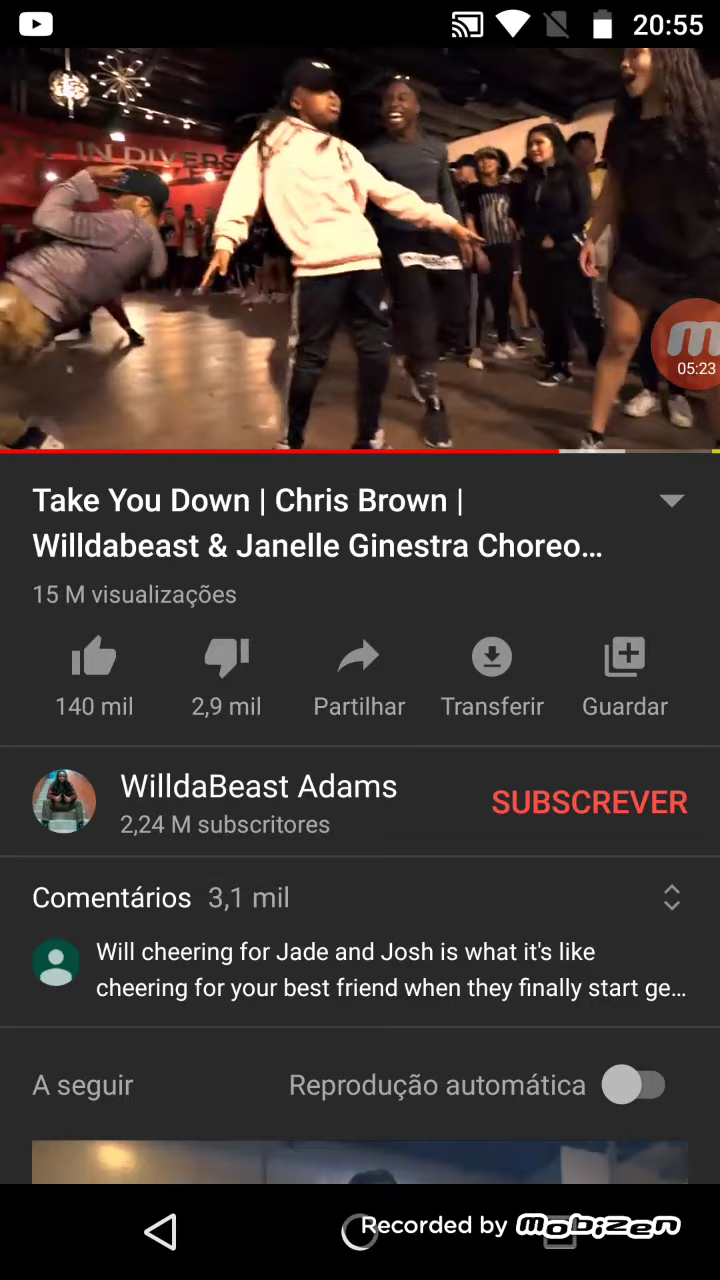 20:55
TY IN DIVERS
m
05:23
Take You Down | Chris Brown |
Willdabeast & Janelle Ginestra Choreo...
15 M visualizações
140 mil
2,9 mil
Partilhar
Transferir
Guardar
WilldaBeast Adams
SUBSCREVER
2,24 M subscritores
Comentários 3,1 mil
Will cheering for Jade and Josh is what it's like
cheering for your best friend when they finally start ge...
A seguir
Reprodução automática
Recorded by mobizen